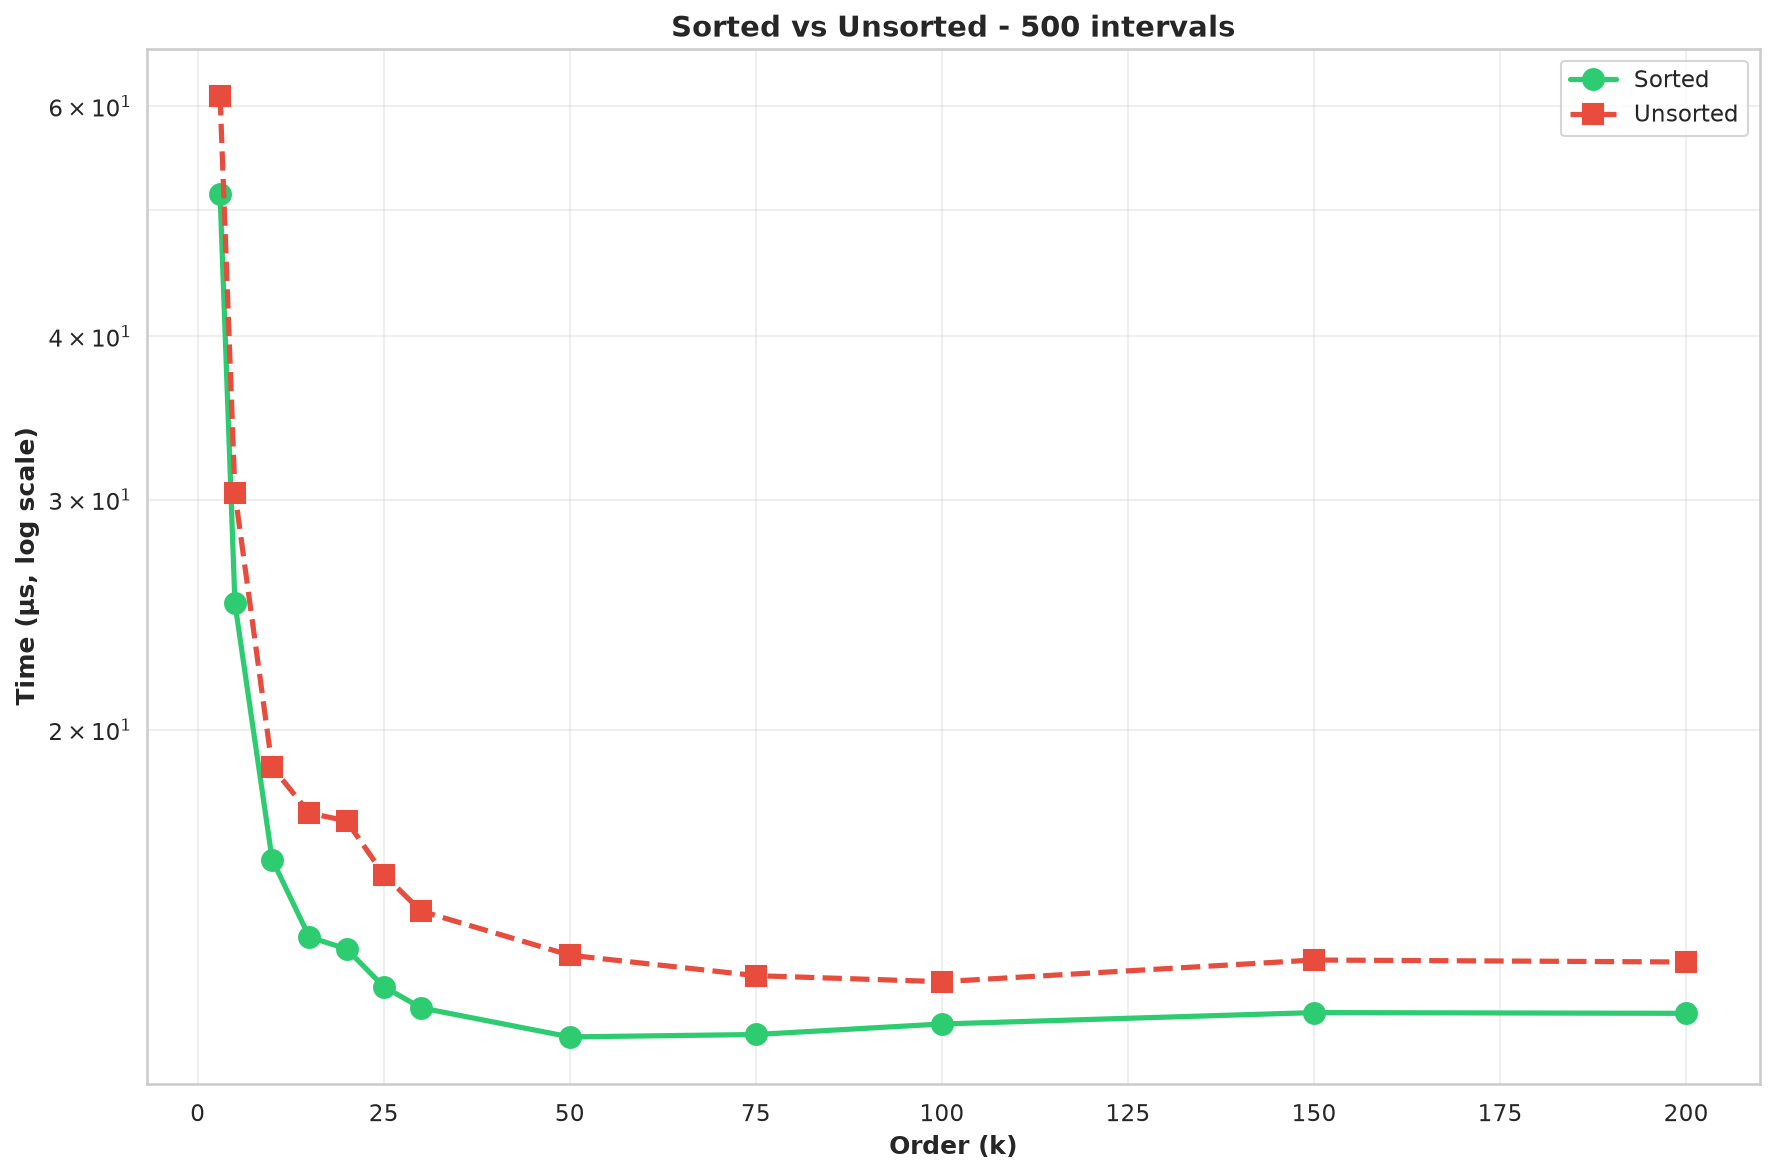 Sorted vs Unsorted - 500 intervals
Sorted
Unsorted
6 × 10¹
4 × 10¹
3 × 10¹
2 × 10¹
Time (µs, log scale)
0 25 50 75 100 125 150 175 200
Order (k)